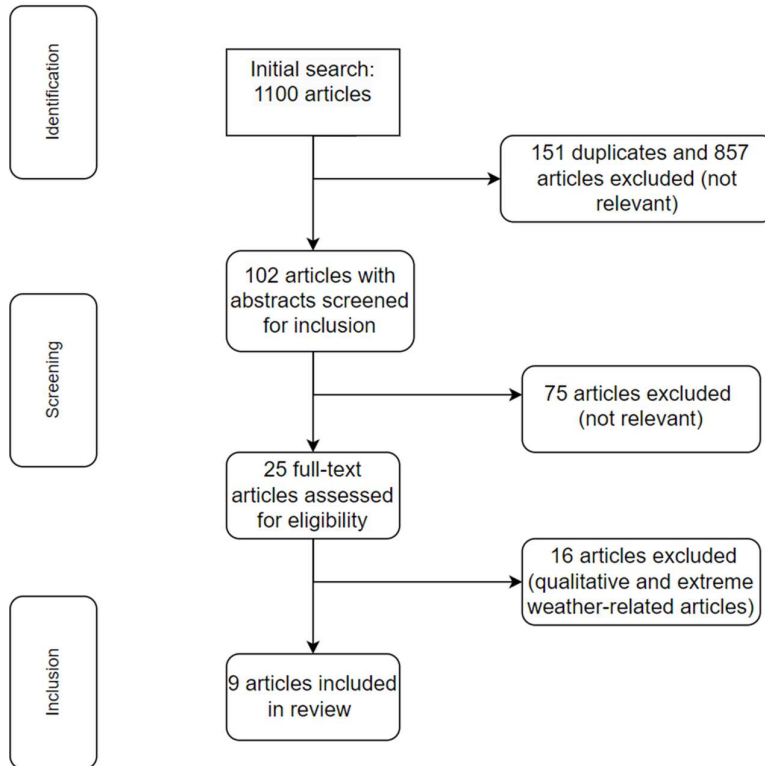 Identification
Initial search:
1100 articles
151 duplicates and 857
articles excluded (not
relevant)
102 articles with
abstracts screened
for inclusion
Screening
75 articles excluded
(not relevant)
25 full-text
articles assessed
for eligibility
16 articles excluded
(qualitative and extreme
weather-related articles)
Inclusion
9 articles included
in review